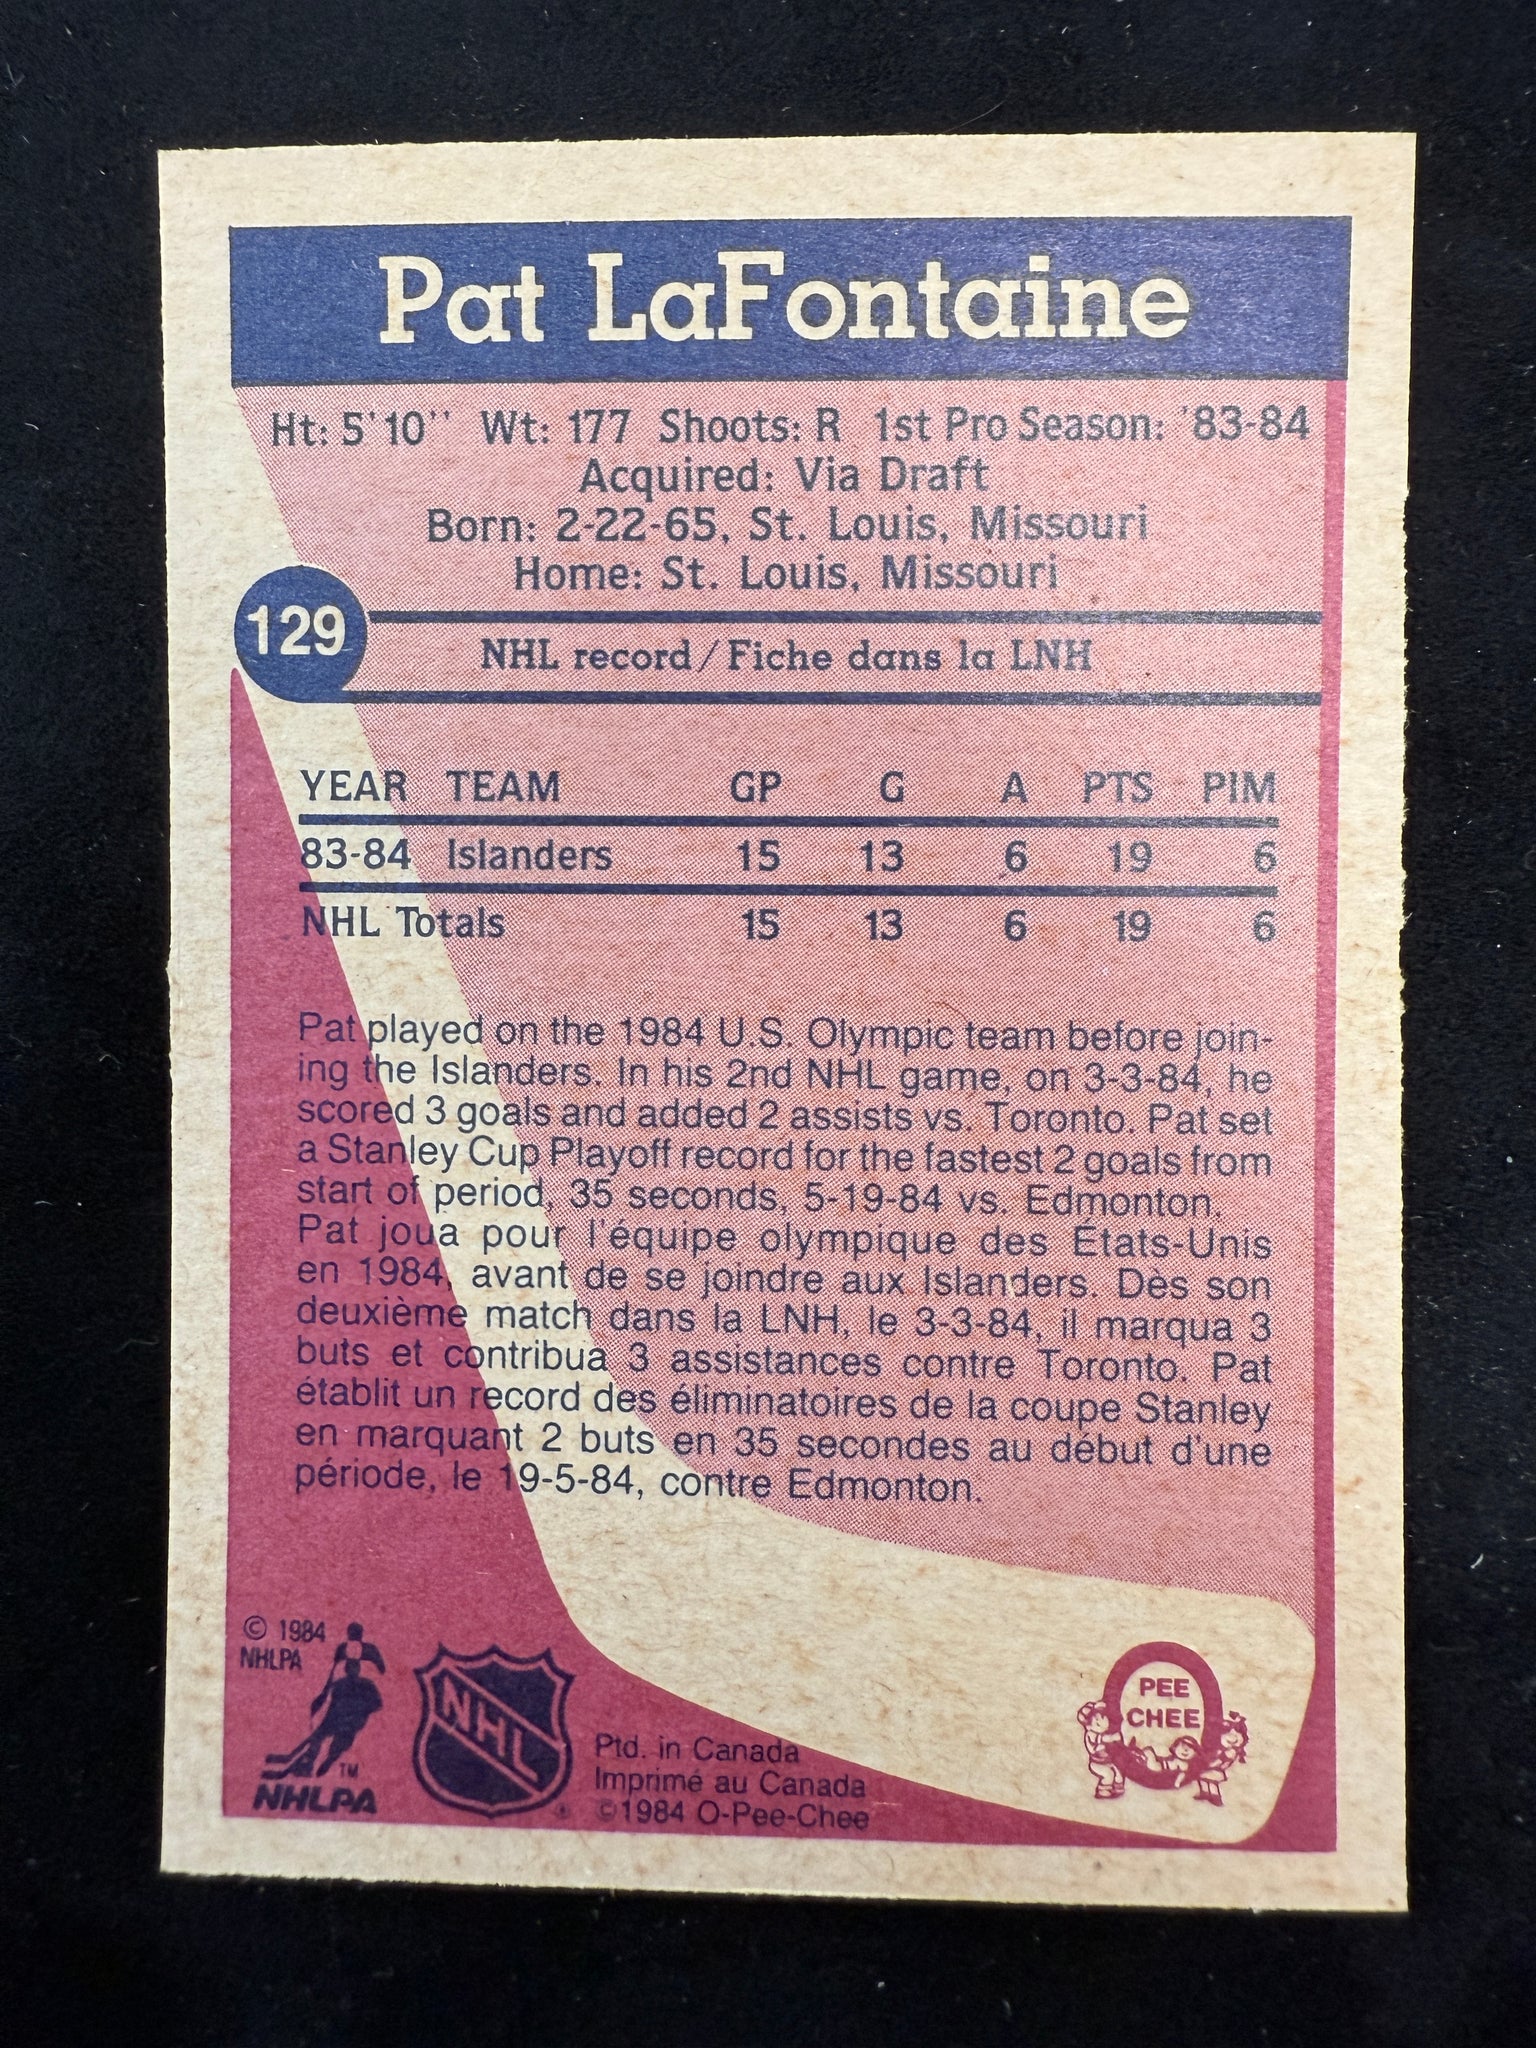 Pat LaFontaine
Ht: 5'10'' Wt: 177 Shoots: R 1st Pro Season: '83-84
Acquired: Via Draft
Born: 2-22-65, St. Louis, Missouri
Home: St. Louis, Missouri
129
NHL record/Fiche dans la LNH
YEAR TEAM GP G A PTS PIM
83-84 Islanders 15 13 6 19 6
NHL Totals 15 13 6 19 6
Pat played on the 1984 U.S. Olympic team before join-
ing the Islanders. In his 2nd NHL game, on 3-3-84, he
scored 3 goals and added 2 assists vs. Toronto. Pat set
a Stanley Cup Playoff record for the fastest 2 goals from
start of period, 35 seconds, 5-19-84 vs. Edmonton.
Pat joua pour l'équipe olympique des États-Unis
en 1984, avant de se joindre aux Islanders. Dès son
deuxième match dans la LNH, le 3-3-84, il marqua 3
buts et contribua 3 assistances contre Toronto. Pat
établit un record des éliminatoires de la coupe Stanley
en marquant 2 buts en 35 secondes au début d'une
période, le 19-5-84, contre Edmonton.
© 1984
NHLPA
TM
NHLPA
NHL
®
Ptd. in Canada
Imprimé au Canada
©1984 O-Pee-Chee
O
PEE
CHEE